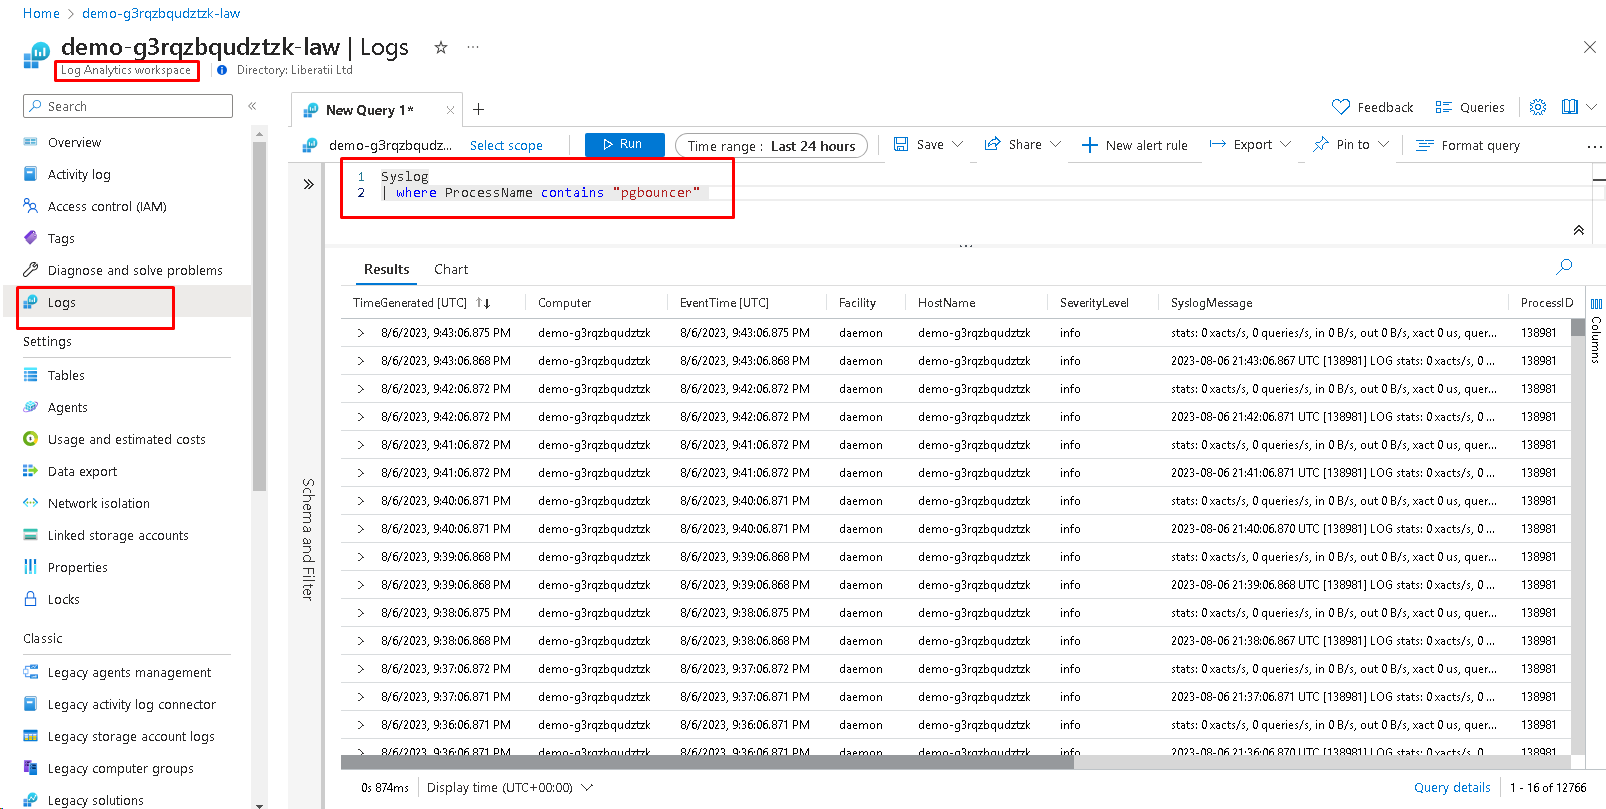 Home > demo-g3rqzbqudztzk-law
demo-g3rqzbqudztzk-law | Logs
Log Analytics workspace
Directory: Liberatii Ltd
Search
Overview
Activity log
Access control (IAM)
Tags
Diagnose and solve problems
Logs
Settings
Tables
Agents
Usage and estimated costs
Data export
Network isolation
Linked storage accounts
Properties
Locks
Classic
Legacy agents management
Legacy activity log connector
Legacy storage account logs
Legacy computer groups
Legacy solutions
New Query 1*
Feedback Queries
demo-g3rqzbqudz... Select scope Run Time range : Last 24 hours Save Share New alert rule Export Pin to Format query
1 Syslog
2 | where ProcessName contains "pgbouncer"
Schema and Filter
Results Chart
TimeGenerated [UTC] Computer EventTime [UTC] Facility HostName SeverityLevel SyslogMessage ProcessID
8/6/2023, 9:43:06.875 PM demo-g3rqzbqudztzk 8/6/2023, 9:43:06.875 PM daemon demo-g3rqzbqudztzk info stats: 0 xacts/s, 0 queries/s, in 0 B/s, out 0 B/s, xact 0 us, quer... 138981
8/6/2023, 9:43:06.868 PM demo-g3rqzbqudztzk 8/6/2023, 9:43:06.868 PM daemon demo-g3rqzbqudztzk info 2023-08-06 21:43:06.867 UTC [138981] LOG stats: 0 xacts/s, 0 ... 138981
8/6/2023, 9:42:06.872 PM demo-g3rqzbqudztzk 8/6/2023, 9:42:06.872 PM daemon demo-g3rqzbqudztzk info stats: 0 xacts/s, 0 queries/s, in 0 B/s, out 0 B/s, xact 0 us, quer... 138981
8/6/2023, 9:42:06.872 PM demo-g3rqzbqudztzk 8/6/2023, 9:42:06.872 PM daemon demo-g3rqzbqudztzk info 2023-08-06 21:42:06.871 UTC [138981] LOG stats: 0 xacts/s, 0 ... 138981
8/6/2023, 9:41:06.872 PM demo-g3rqzbqudztzk 8/6/2023, 9:41:06.872 PM daemon demo-g3rqzbqudztzk info stats: 0 xacts/s, 0 queries/s, in 0 B/s, out 0 B/s, xact 0 us, quer... 138981
8/6/2023, 9:41:06.872 PM demo-g3rqzbqudztzk 8/6/2023, 9:41:06.872 PM daemon demo-g3rqzbqudztzk info 2023-08-06 21:41:06.871 UTC [138981] LOG stats: 0 xacts/s, 0 ... 138981
8/6/2023, 9:40:06.871 PM demo-g3rqzbqudztzk 8/6/2023, 9:40:06.871 PM daemon demo-g3rqzbqudztzk info stats: 0 xacts/s, 0 queries/s, in 0 B/s, out 0 B/s, xact 0 us, quer... 138981
8/6/2023, 9:40:06.871 PM demo-g3rqzbqudztzk 8/6/2023, 9:40:06.871 PM daemon demo-g3rqzbqudztzk info 2023-08-06 21:40:06.870 UTC [138981] LOG stats: 0 xacts/s, 0 ... 138981
8/6/2023, 9:39:06.868 PM demo-g3rqzbqudztzk 8/6/2023, 9:39:06.868 PM daemon demo-g3rqzbqudztzk info stats: 0 xacts/s, 0 queries/s, in 0 B/s, out 0 B/s, xact 0 us, quer... 138981
8/6/2023, 9:39:06.868 PM demo-g3rqzbqudztzk 8/6/2023, 9:39:06.868 PM daemon demo-g3rqzbqudztzk info 2023-08-06 21:39:06.868 UTC [138981] LOG stats: 0 xacts/s, 0 ... 138981
8/6/2023, 9:38:06.875 PM demo-g3rqzbqudztzk 8/6/2023, 9:38:06.875 PM daemon demo-g3rqzbqudztzk info stats: 0 xacts/s, 0 queries/s, in 0 B/s, out 0 B/s, xact 0 us, quer... 138981
8/6/2023, 9:38:06.868 PM demo-g3rqzbqudztzk 8/6/2023, 9:38:06.868 PM daemon demo-g3rqzbqudztzk info 2023-08-06 21:38:06.867 UTC [138981] LOG stats: 0 xacts/s, 0 ... 138981
8/6/2023, 9:37:06.872 PM demo-g3rqzbqudztzk 8/6/2023, 9:37:06.872 PM daemon demo-g3rqzbqudztzk info stats: 0 xacts/s, 0 queries/s, in 0 B/s, out 0 B/s, xact 0 us, quer... 138981
8/6/2023, 9:37:06.871 PM demo-g3rqzbqudztzk 8/6/2023, 9:37:06.871 PM daemon demo-g3rqzbqudztzk info 2023-08-06 21:37:06.871 UTC [138981] LOG stats: 0 xacts/s, 0 ... 138981
8/6/2023, 9:36:06.871 PM demo-g3rqzbqudztzk 8/6/2023, 9:36:06.871 PM daemon demo-g3rqzbqudztzk info stats: 0 xacts/s, 0 queries/s, in 0 B/s, out 0 B/s, xact 0 us, quer... 138981
8/6/2023, 9:36:06.871 PM demo-g3rqzbqudztzk 8/6/2023, 9:36:06.871 PM daemon demo-g3rqzbqudztzk info 2023-08-06 21:36:06.870 UTC [138981] LOG stats: 0 xacts/s, 0 ... 138981
Columns
0s 874ms Display time (UTC+00:00) Query details 1 - 16 of 12766